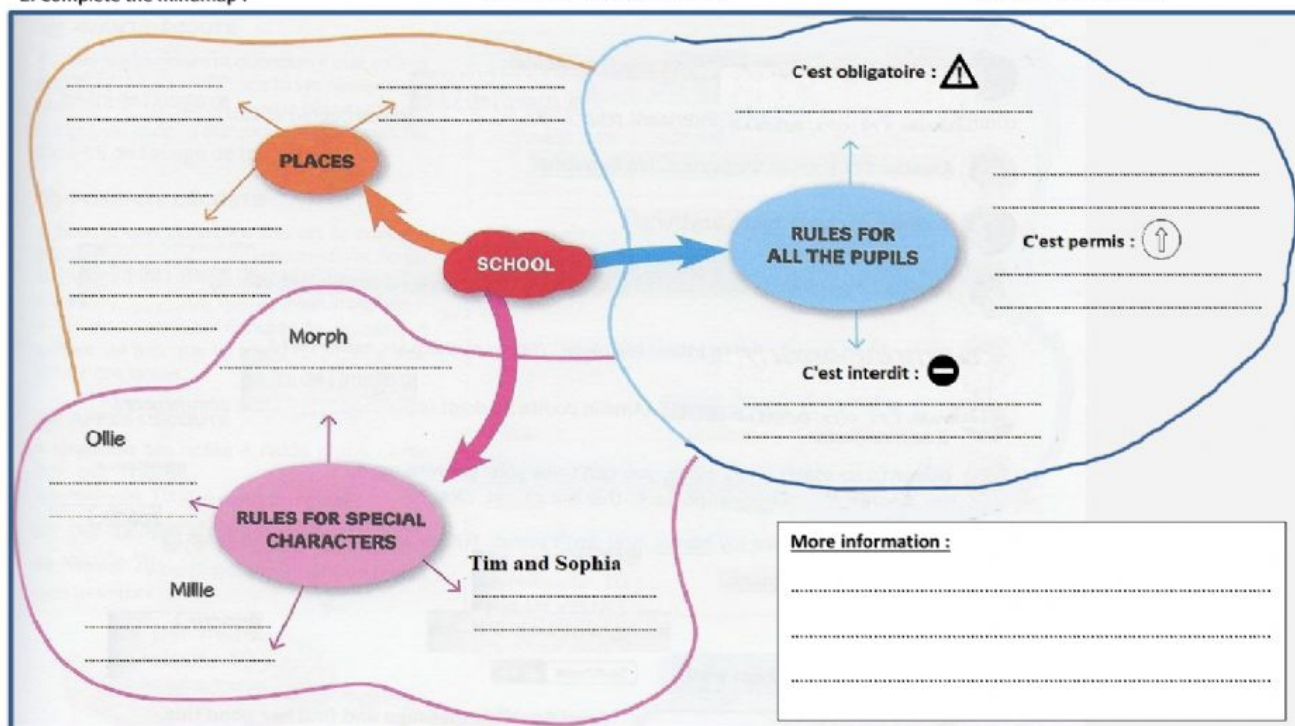 C'est obligatoire :
PLACES
SCHOOL
RULES FOR
ALL THE PUPILS
C'est permis :
C'est interdit :
Morph
Ollie
RULES FOR SPECIAL
CHARACTERS
Tim and Sophia
Millie
More information :